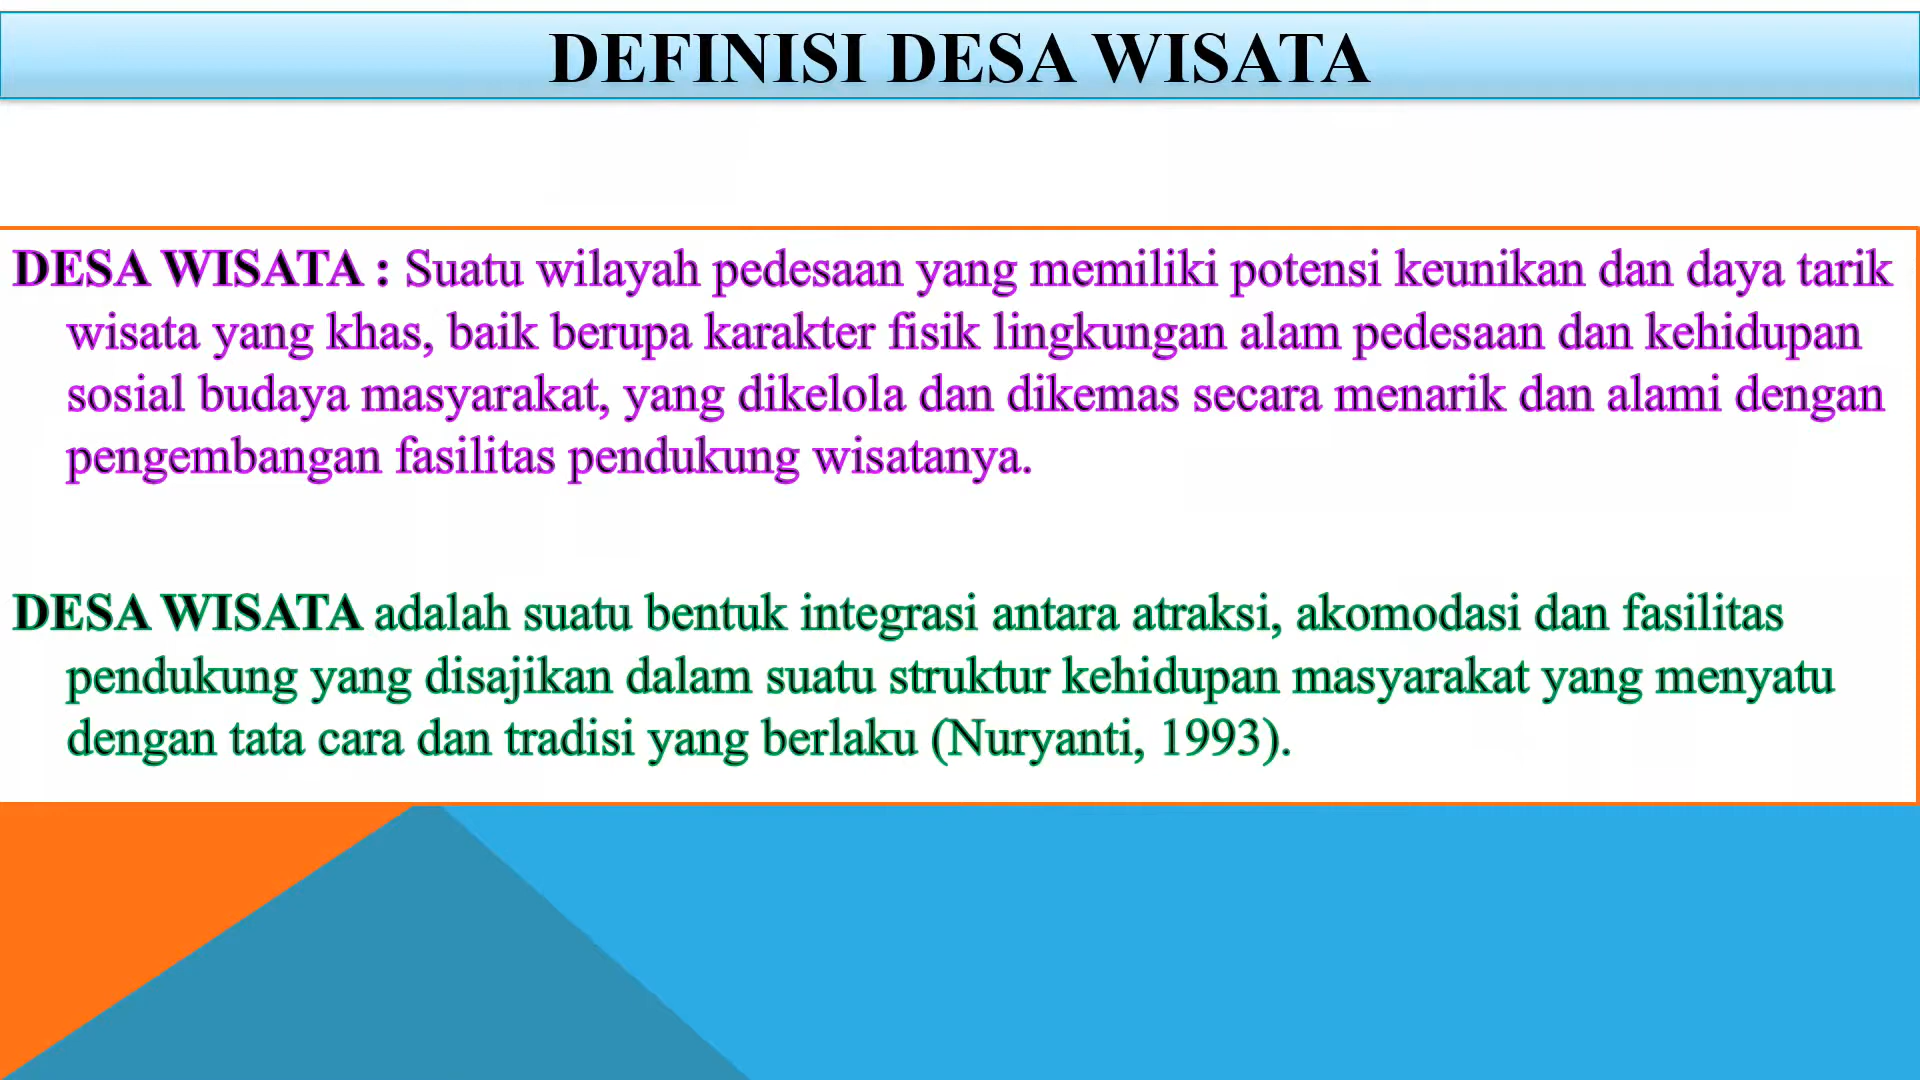 DEFINISI DESA WISATA
DESA WISATA : Suatu wilayah pedesaan yang memiliki potensi keunikan dan daya tarik
wisata yang khas, baik berupa karakter fisik lingkungan alam pedesaan dan kehidupan
sosial budaya masyarakat, yang dikelola dan dikemas secara menarik dan alami dengan
pengembangan fasilitas pendukung wisatanya.
DESA WISATA adalah suatu bentuk integrasi antara atraksi, akomodasi dan fasilitas
pendukung yang disajikan dalam suatu struktur kehidupan masyarakat yang menyatu
dengan tata cara dan tradisi yang berlaku (Nuryanti, 1993).